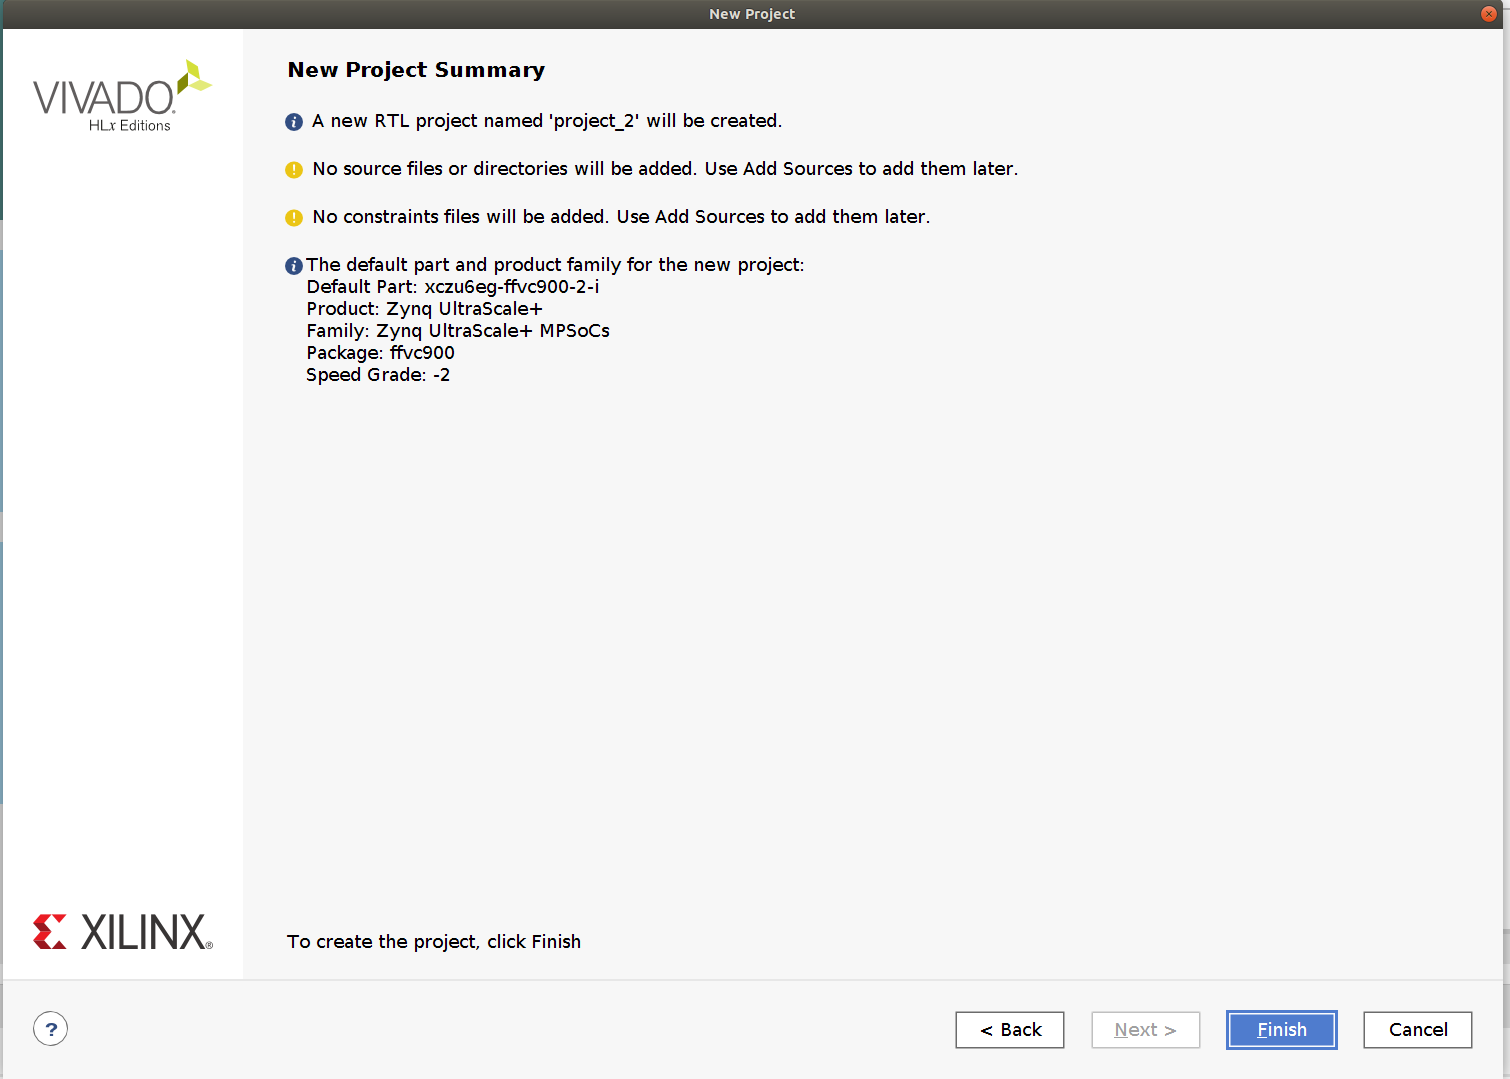 New Project
VIVADO.
HLx Editions
New Project Summary
A new RTL project named 'project_2' will be created.
No source files or directories will be added. Use Add Sources to add them later.
No constraints files will be added. Use Add Sources to add them later.
The default part and product family for the new project:
Default Part: xczu6eg-ffvc900-2-i
Product: Zynq UltraScale+
Family: Zynq UltraScale+ MPSoCs
Package: ffvc900
Speed Grade: -2
XILINX®
To create the project, click Finish
?
< Back
Next >
Finish
Cancel